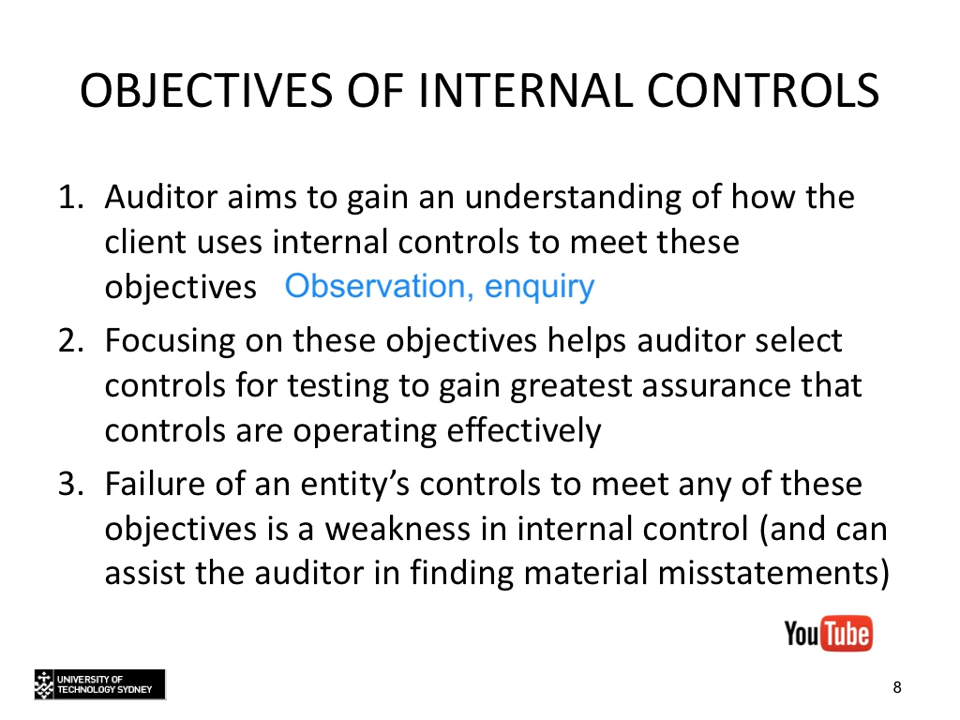 OBJECTIVES OF INTERNAL CONTROLS
1. Auditor aims to gain an understanding of how the
client uses internal controls to meet these
objectives Observation, enquiry
2. Focusing on these objectives helps auditor select
controls for testing to gain greatest assurance that
controls are operating effectively
3. Failure of an entity’s controls to meet any of these
objectives is a weakness in internal control (and can
assist the auditor in finding material misstatements)
YouTube
UNIVERSITY OF
TECHNOLOGY SYDNEY
8